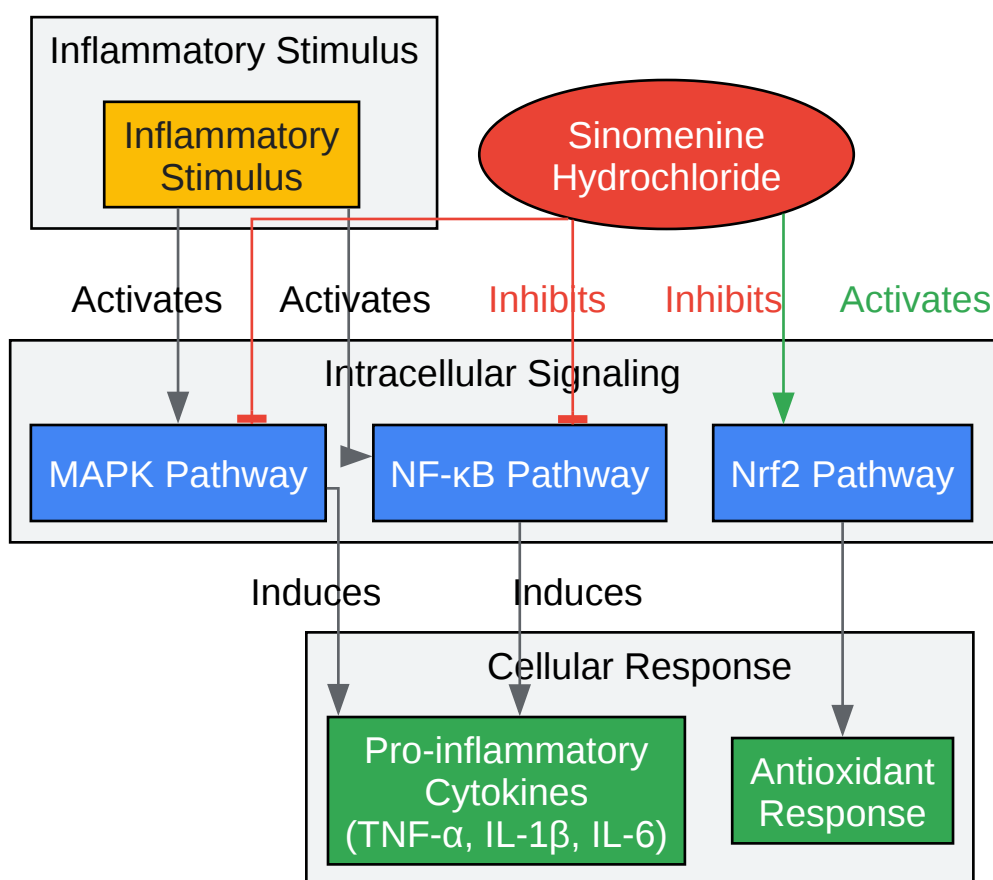 Inflammatory Stimulus
Inflammatory
Stimulus
Sinomenine
Hydrochloride
Activates
Activates
Inhibits
Inhibits
Activates
Intracellular Signaling
MAPK Pathway
NF-κB Pathway
Nrf2 Pathway
Induces
Induces
Cellular Response
Pro-inflammatory
Cytokines
(TNF-α, IL-1β, IL-6)
Antioxidant
Response